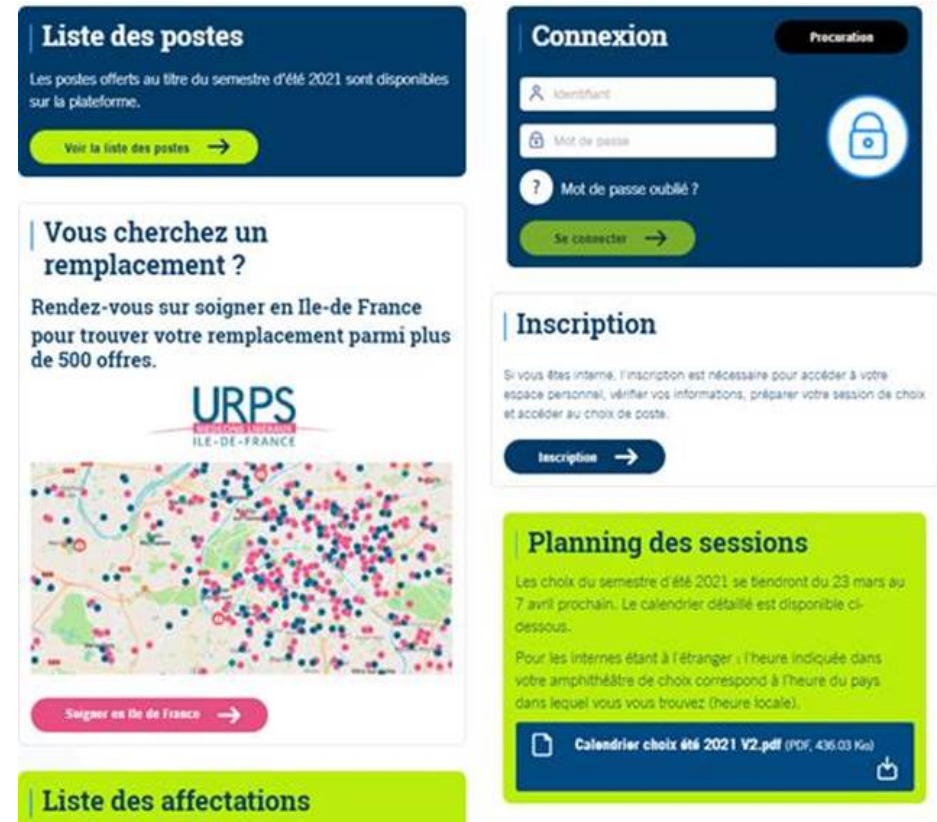 Liste des postes
Les postes offerts au titre du semestre d'été 2021 sont disponibles
sur la plateforme.
Voir la liste des postes
Vous cherchez un
remplacement ?
Rendez-vous sur soigner en Ile-de France
pour trouver votre remplacement parmi plus
de 500 offres.
URPS
MEDECINS LIBERAUX
ILE-DE-FRANCE
Soigner en Ile de France
Liste des affectations
Connexion
Procuration
Identifiant
Mot de passe
? Mot de passe oublié ?
Se connecter
Inscription
Si vous êtes interne, l'inscription est nécessaire pour accéder à votre
espace personnel, vérifier vos informations, préparer votre session de choix
et accéder au choix de poste.
Inscription
Planning des sessions
Les choix du semestre d'été 2021 se tiendront du 23 mars au
7 avril prochain. Le calendrier détaillé est disponible ci-
dessous.
Pour les internes étant à l'étranger : l'heure indiquée dans
votre amphithéâtre de choix correspond à l'heure du pays
dans lequel vous vous trouvez (heure locale).
Calendrier choix été 2021 V2.pdf (PDF, 436.03 Kio)